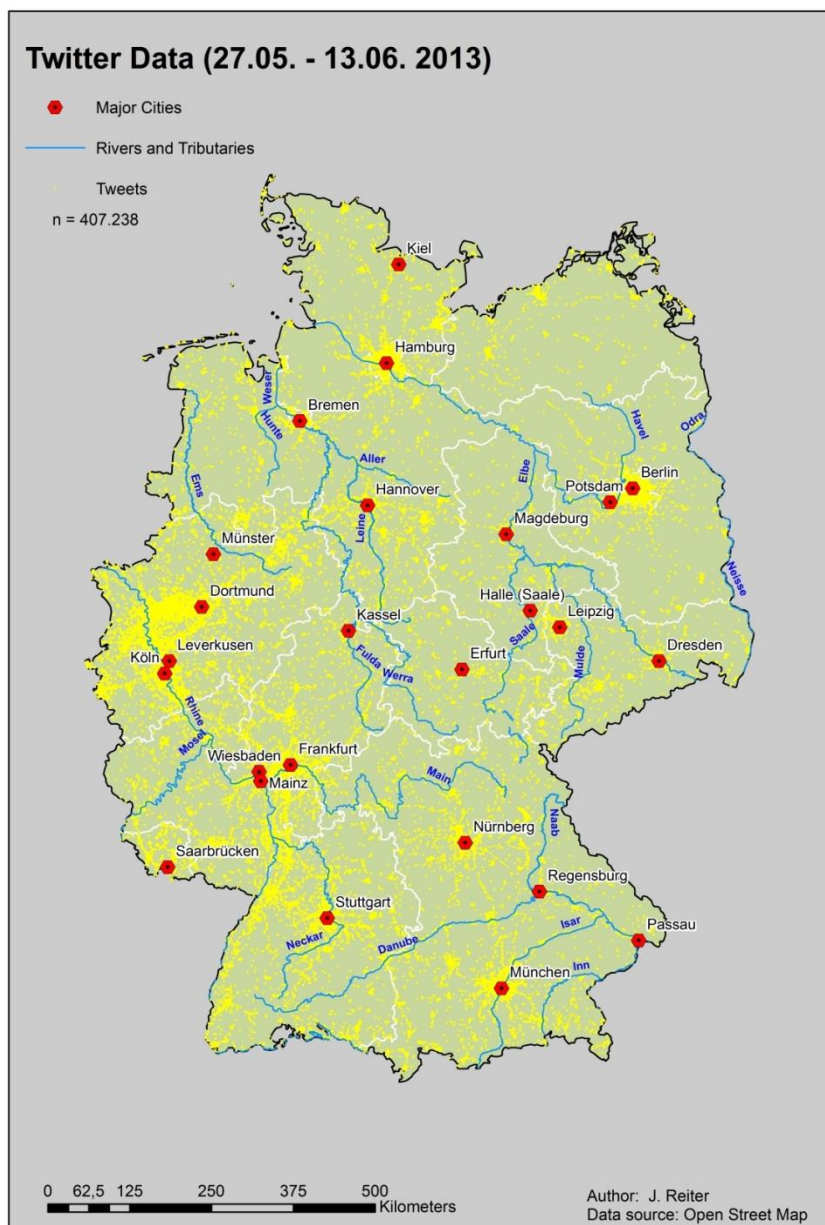 Twitter Data (27.05. - 13.06. 2013)
Major Cities
Rivers and Tributaries
Tweets
n = 407.238
Kiel
Hamburg
Weser
Bremen
Hunte
Havel
Odra
Aller
Ems
Elbe
Berlin
Potsdam
Hannover
Leine
Magdeburg
Münster
Neisse
Dortmund
Halle (Saale)
Kassel
Leipzig
Saale
Leverkusen
Köln
Fulda
Werra
Erfurt
Mulde
Dresden
Rhine
Mosel
Wiesbaden
Frankfurt
Mainz
Main
Naab
Nürnberg
Saarbrücken
Regensburg
Stuttgart
Isar
Passau
Neckar
Danube
Inn
München
0 62,5 125 250 375 500
Kilometers
Author: J. Reiter
Data source: Open Street Map